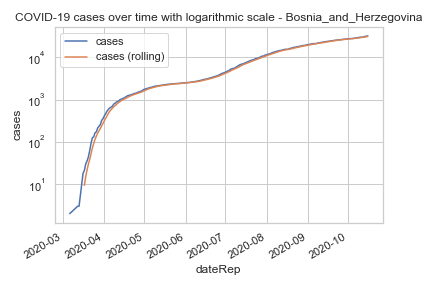 COVID-19 cases over time with logarithmic scale - Bosnia_and_Herzegovina
cases
cases (rolling)
10⁴
10³
10²
10¹
cases
2020-03
2020-04
2020-05
2020-06
2020-07
2020-08
2020-09
2020-10
dateRep